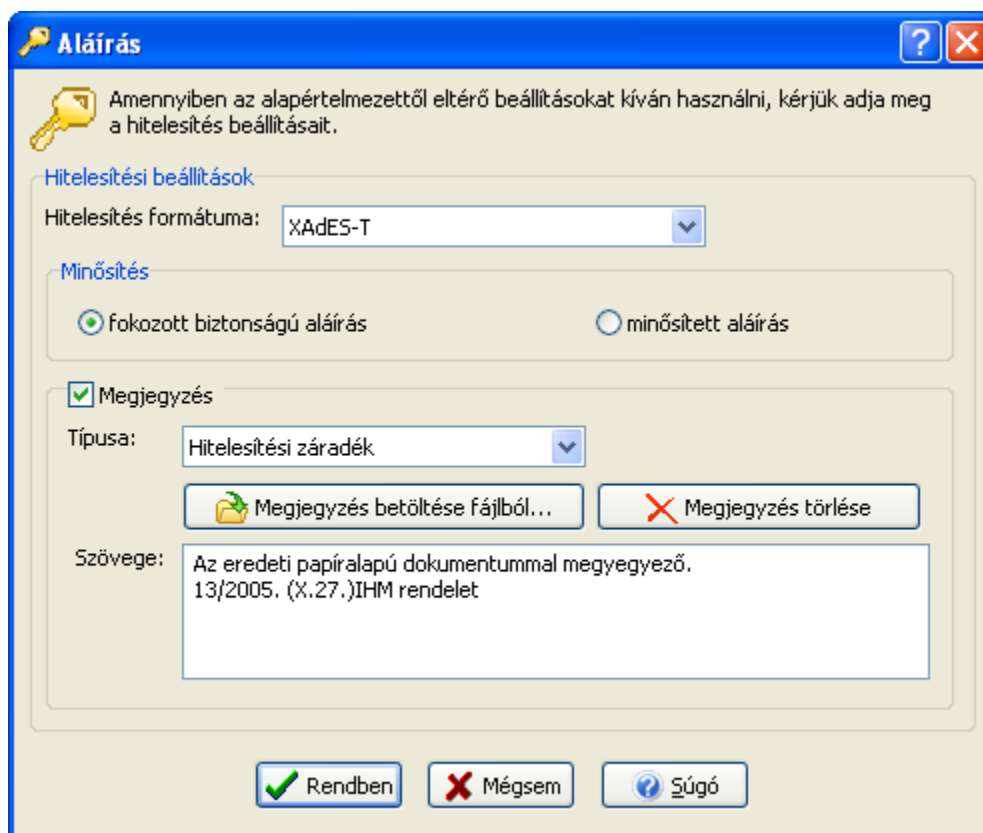 Aláírás
Amennyiben az alapértelmezettől eltérő beállításokat kíván használni, kérjük adja meg
a hitelesítés beállításait.
Hitelesítési beállítások
Hitelesítés formátuma:
XAdES-T
Minősítés
fokozott biztonságú aláírás
minősített aláírás
Megjegyzés
Típusa:
Hitelesítési záradék
Megjegyzés betöltése fájlból...
Megjegyzés törlése
Szövege:
Az eredeti papíralapú dokumentummal megyegyező.
13/2005. (X.27.)IHM rendelet
Rendben
Mégsem
Súgó